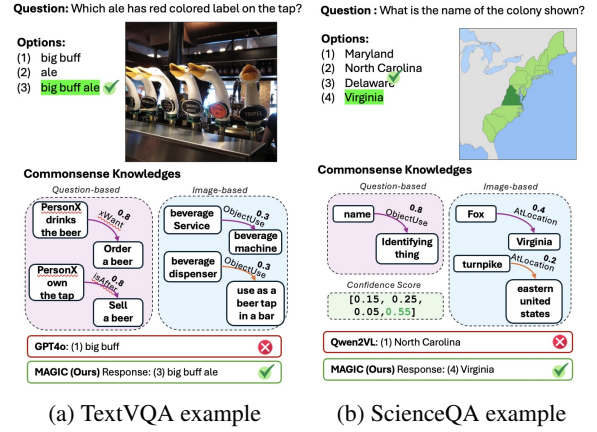 Question: Which ale has red colored label on the tap?
Options:
(1) big buff
(2) ale
(3) big buff ale
TRIPEL
Commonsense Knowledges
Question-based
PersonX
drinks
the beer
xWant
0.8
Order
a beer
PersonX
own
the tap
isAfter
0.8
Sell
a beer
Image-based
beverage
Service
ObjectUse
0.3
beverage
machine
beverage
dispenser
ObjectUse
0.3
use as a
beer tap
in a bar
GPT4o: (1) big buff
MAGIC (Ours) Response: (3) big buff ale
(a) TextVQA example
Question : What is the name of the colony shown?
Options:
(1) Maryland
(2) North Carolina
(3) Delaware
(4) Virginia
Commonsense Knowledges
Question-based
name
0.8
ObjectUse
Identifying
thing
Confidence Score
[0.15, 0.25,
0.05,0.55]
Image-based
Fox
0.4
AtLocation
Virginia
turnpike
0.2
AtLocation
eastern
united
states
Qwen2VL: (1) North Carolina
MAGIC (Ours) Response: (4) Virginia
(b) ScienceQA example